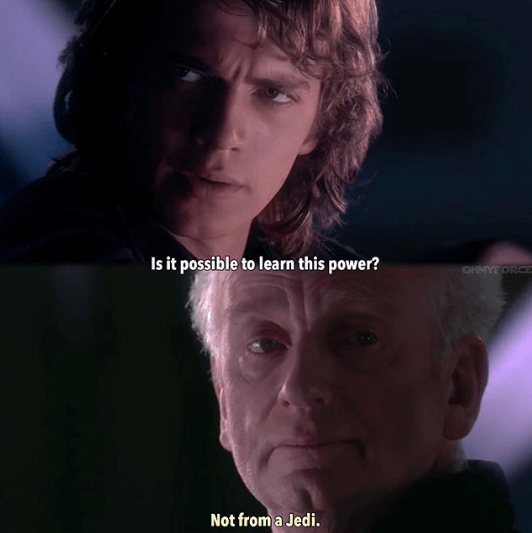 Is it possible to learn this power?
OHMYFORCE
Not from a Jedi.